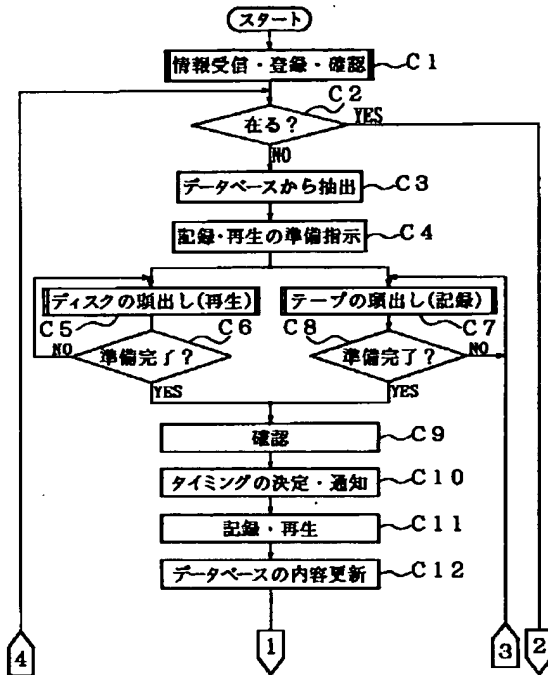 スタート
情報受信・登録・確認
C1
C2
在る?
YES
NO
データベースから抽出
C3
記録・再生の準備指示
C4
ディスクの頭出し(再生)
テープの頭出し(記録)
C5
C6
C8
C7
NO
準備完了?
準備完了?
NO
YES
YES
確認
C9
タイミングの決定・通知
C10
記録・再生
C11
データベースの内容更新
C12
4
1
3
2